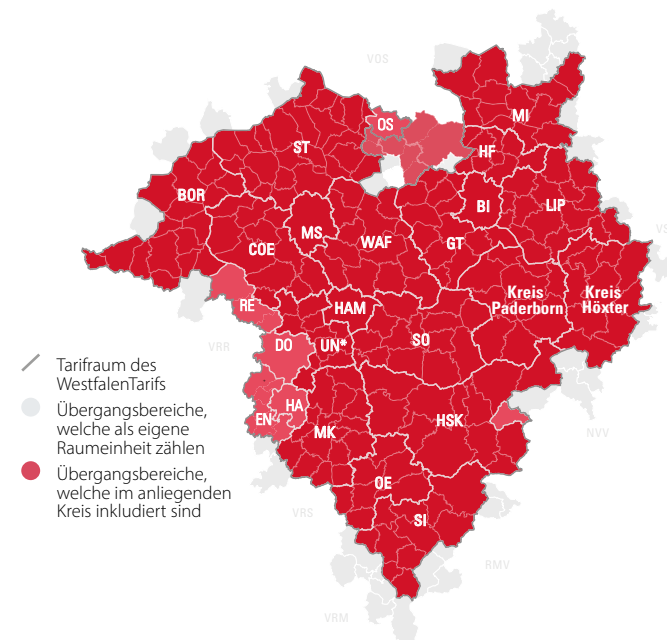 VOS
MI
OS
ST
HF
BOR
BI
LIP
MS
WAF
GT
COE
Kreis
Paderborn
Kreis
Höxter
RE
HAM
VRR
DO
UN*
SO
Tarifraum des
WestfalenTarifs
Übergangsbereiche,
welche als eigene
Raumeinheit zählen
Übergangsbereiche,
welche im anliegenden
Kreis inkludiert sind
EN
HA
MK
HSK
NVV
OE
VRS
SI
RMV
VRM